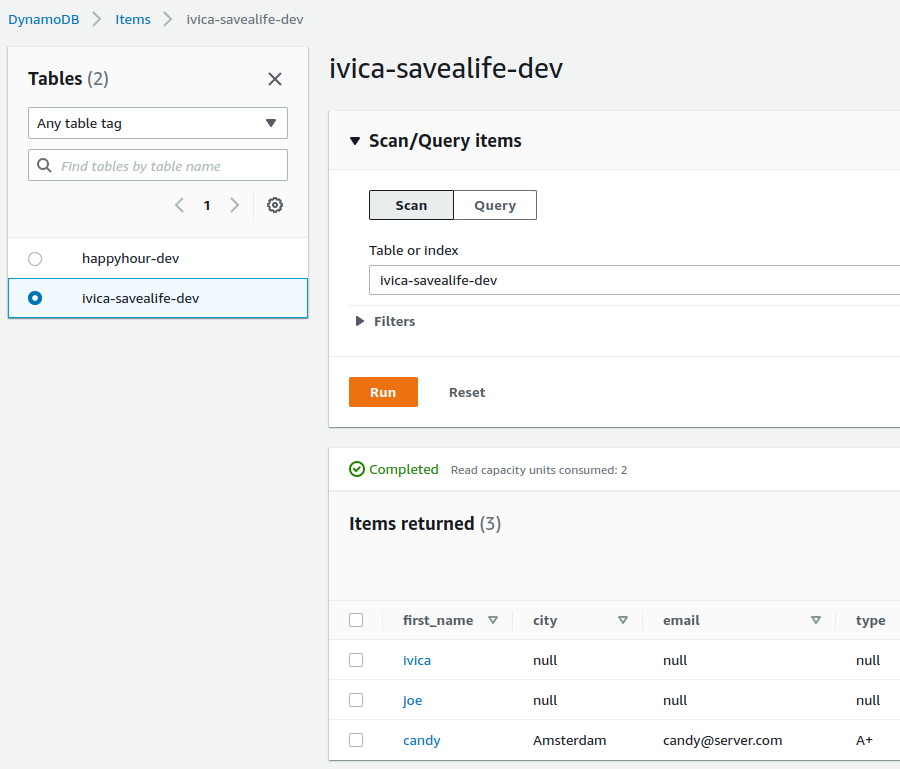 DynamoDB > Items > ivica-savealife-dev
Tables (2)
Any table tag
Find tables by table name
1
happyhour-dev
ivica-savealife-dev
ivica-savealife-dev
Scan/Query items
Scan Query
Table or index
ivica-savealife-dev
Filters
Run Reset
Completed Read capacity units consumed: 2
Items returned (3)
first_name city email type
ivica null null null
joe null null null
candy Amsterdam candy@server.com A+